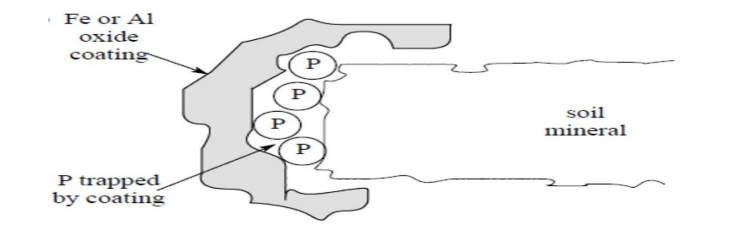 Fe or Al
oxide
coating
P
P
P
P
soil
mineral
P trapped
by coating